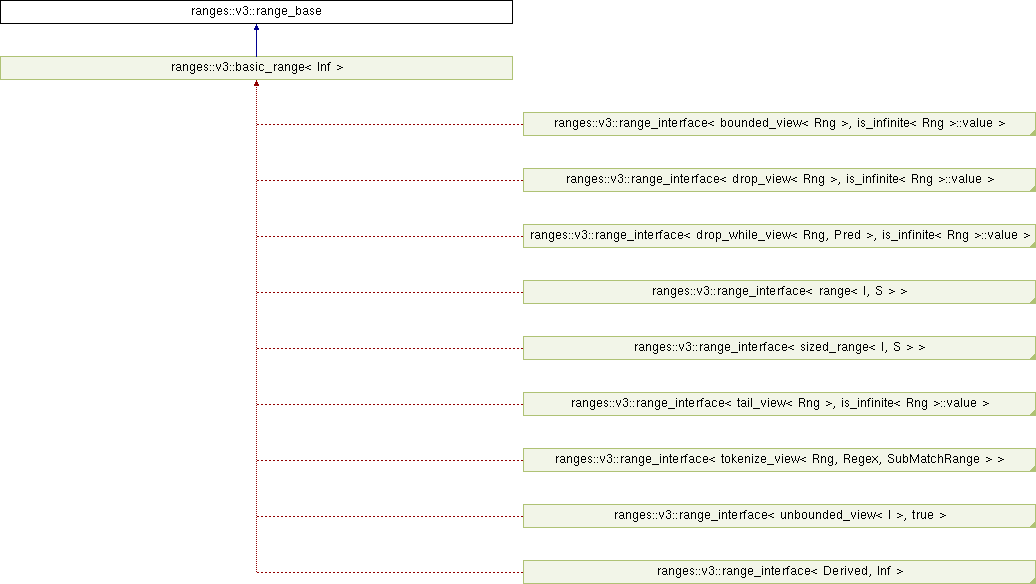 ranges::v3::range_base
ranges::v3::basic_range< Inf >
ranges::v3::range_interface< bounded_view< Rng >, is_infinite< Rng >::value >
ranges::v3::range_interface< drop_view< Rng >, is_infinite< Rng >::value >
ranges::v3::range_interface< drop_while_view< Rng, Pred >, is_infinite< Rng >::value >
ranges::v3::range_interface< range< I, S > >
ranges::v3::range_interface< sized_range< I, S > >
ranges::v3::range_interface< tail_view< Rng >, is_infinite< Rng >::value >
ranges::v3::range_interface< tokenize_view< Rng, Regex, SubMatchRange > >
ranges::v3::range_interface< unbounded_view< I >, true >
ranges::v3::range_interface< Derived, Inf >